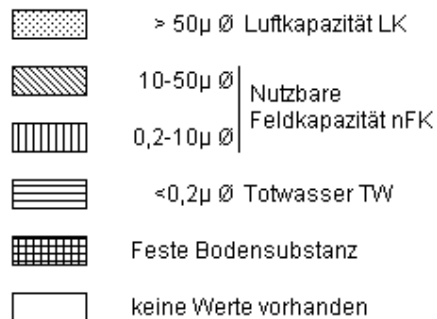 > 50µ Ø Luftkapazität LK
10-50µ Ø
Nutzbare
Feldkapazität nFK
0,2-10µ Ø
<0,2µ Ø Totwasser TW
Feste Bodensubstanz
keine Werte vorhanden